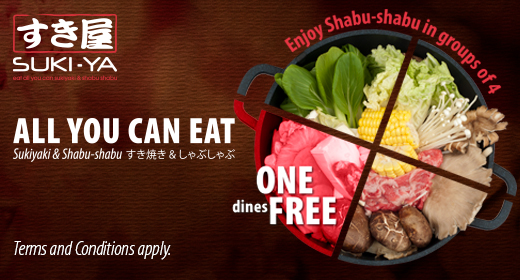 すき屋
SUKI-YA
eat all you can sukiyaki & shabu shabu
Enjoy Shabu-shabu in groups of 4
ALL YOU CAN EAT
Sukiyaki & Shabu-shabu すき焼き & しゃぶしゃぶ
ONE
dines FREE
Terms and Conditions apply.